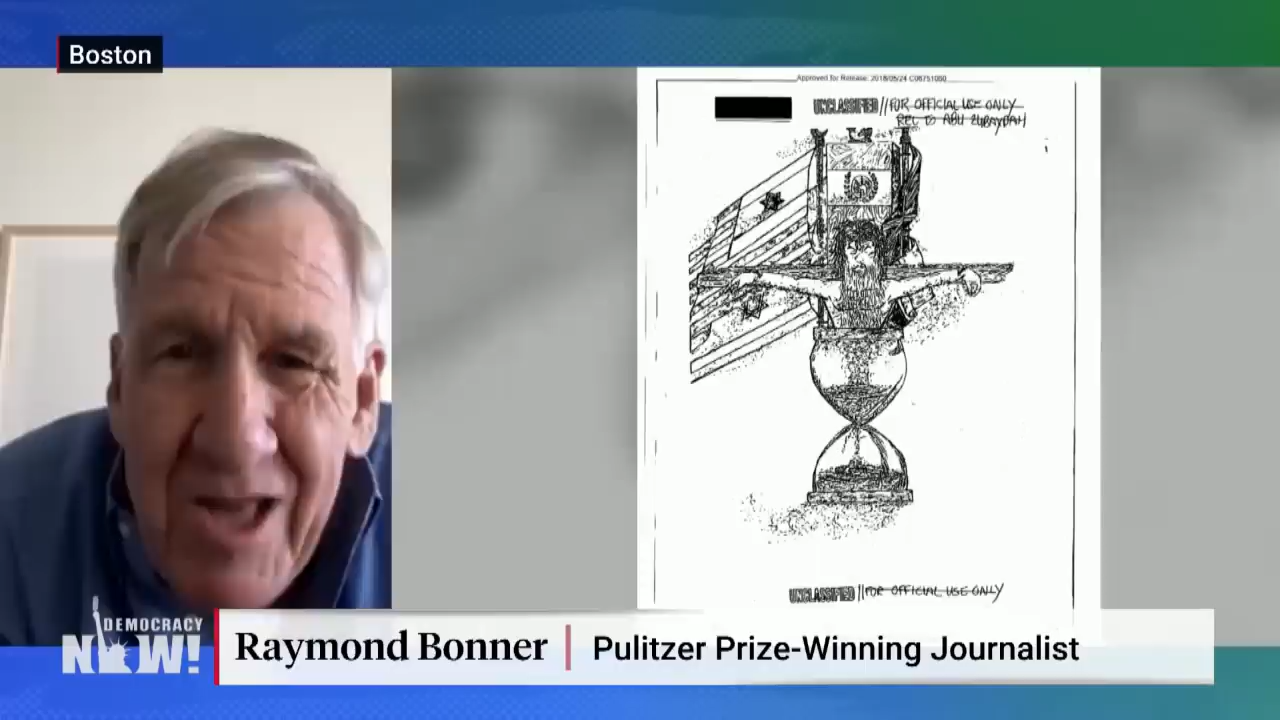 Boston
Approved for Release: 2018/05/24 C06751050
UNCLASSIFIED//FOR OFFICIAL USE ONLY
REL TO ABU ZUBAYDAH
UNCLASSIFIED//FOR OFFICIAL USE ONLY
DEMOCRACY
NOW!
Raymond Bonner | Pulitzer Prize-Winning Journalist